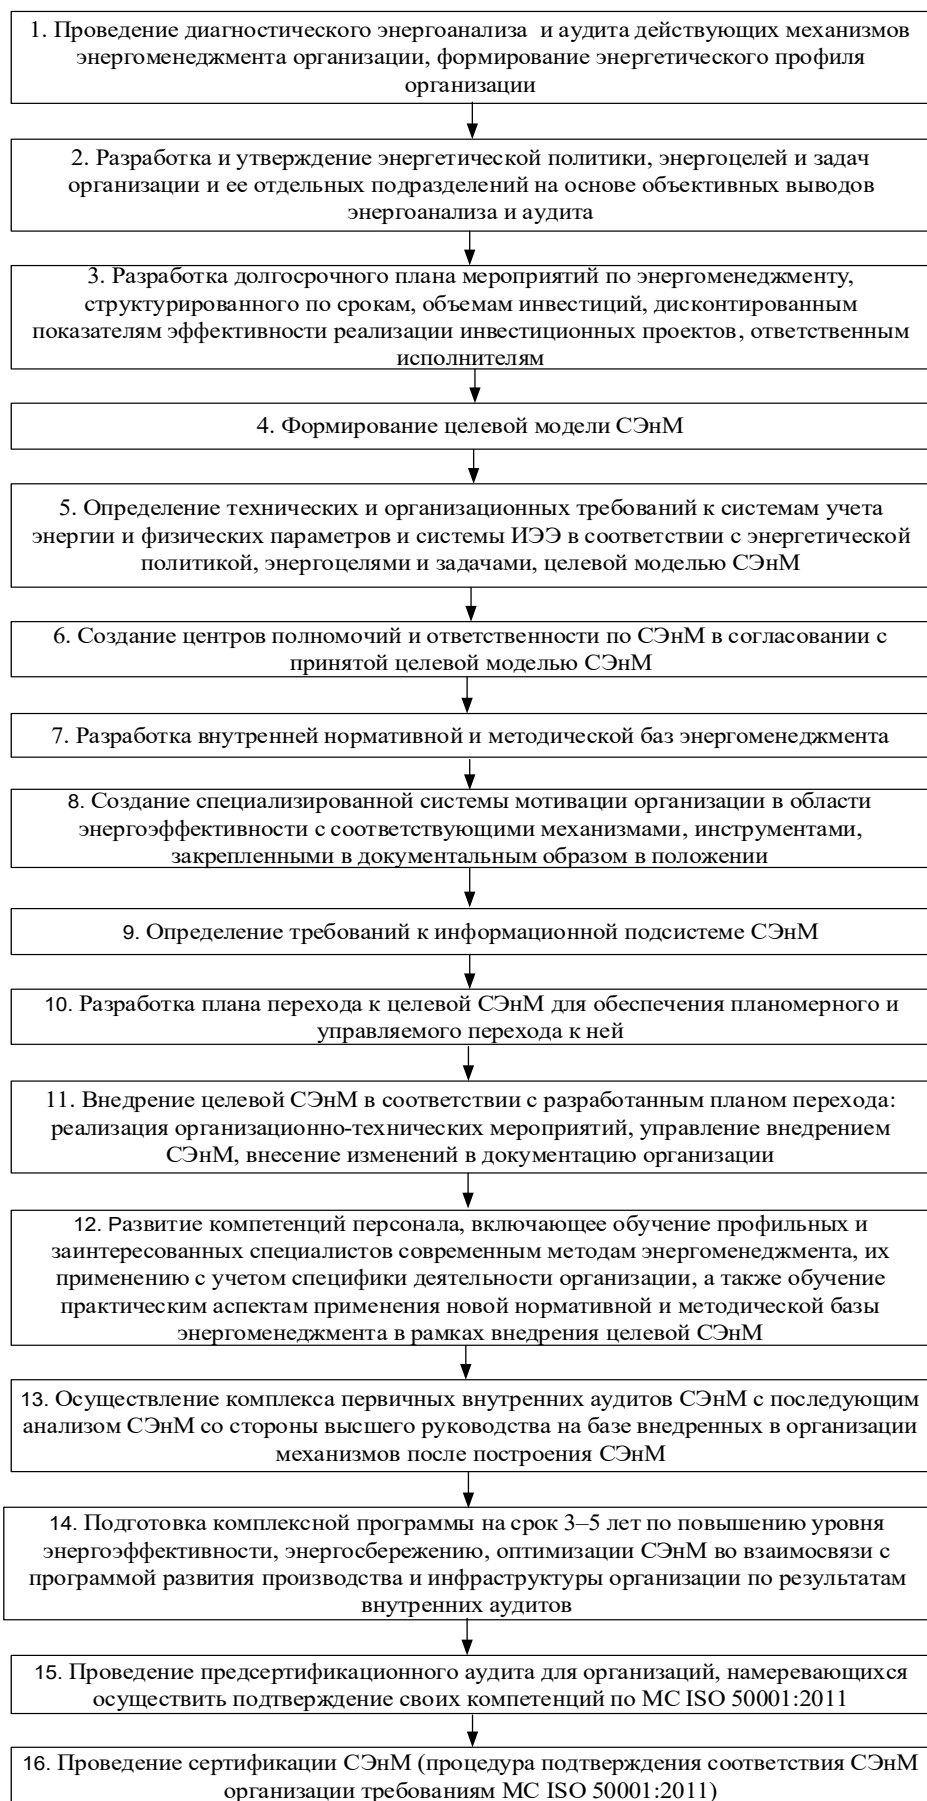 1. Проведение диагностического энергоанализа  и аудита действующих механизмов
энергоменеджмента организации, формирование энергетического профиля
организации
2. Разработка и утверждение энергетической политики, энергоцелей и задач
организации и ее отдельных подразделений на основе объективных выводов
энергоанализа и аудита
3. Разработка долгосрочного плана мероприятий по энергоменеджменту,
структурированного по срокам, объемам инвестиций, дисконтированным
показателям эффективности реализации инвестиционных проектов, ответственным
исполнителям
4. Формирование целевой модели СЭнМ
5. Определение технических и организационных требований к системам учета
энергии и физических параметров и системы ИЭЭ в соответствии с энергетической
политикой, энергоцелями и задачами, целевой моделью СЭнМ
6. Создание центров полномочий и ответственности по СЭнМ в согласовании с
принятой целевой моделью СЭнМ
7. Разработка внутренней нормативной и методической баз энергоменеджмента
8. Создание специализированной системы мотивации организации в области
энергоэффективности с соответствующими механизмами, инструментами,
закрепленными в документальным образом в положении
9. Определение требований к информационной подсистеме СЭнМ
10. Разработка плана перехода к целевой СЭнМ для обеспечения планомерного и
управляемого перехода к ней
11. Внедрение целевой СЭнМ в соответствии с разработанным планом перехода:
реализация организационно-технических мероприятий, управление внедрением
СЭнМ, внесение изменений в документацию организации
12. Развитие компетенций персонала, включающее обучение профильных и
заинтересованных специалистов современным методам энергоменеджмента, их
применению с учетом специфики деятельности организации, а также обучение
практическим аспектам применения новой нормативной и методической базы
энергоменеджмента в рамках внедрения целевой СЭнМ
13. Осуществление комплекса первичных внутренних аудитов СЭнМ с последующим
анализом СЭнМ со стороны высшего руководства на базе внедренных в организации
механизмов после построения СЭнМ
14. Подготовка комплексной программы на срок 3–5 лет по повышению уровня
энергоэффективности, энергосбережению, оптимизации СЭнМ во взаимосвязи с
программой развития производства и инфраструктуры организации по результатам
внутренних аудитов
15. Проведение предсертификационного аудита для организаций, намеревающихся
осуществить подтверждение своих компетенций по МС ISO 50001:2011
16. Проведение сертификации СЭнМ (процедура подтверждения соответствия СЭнМ
организации требованиям МС ISO 50001:2011)